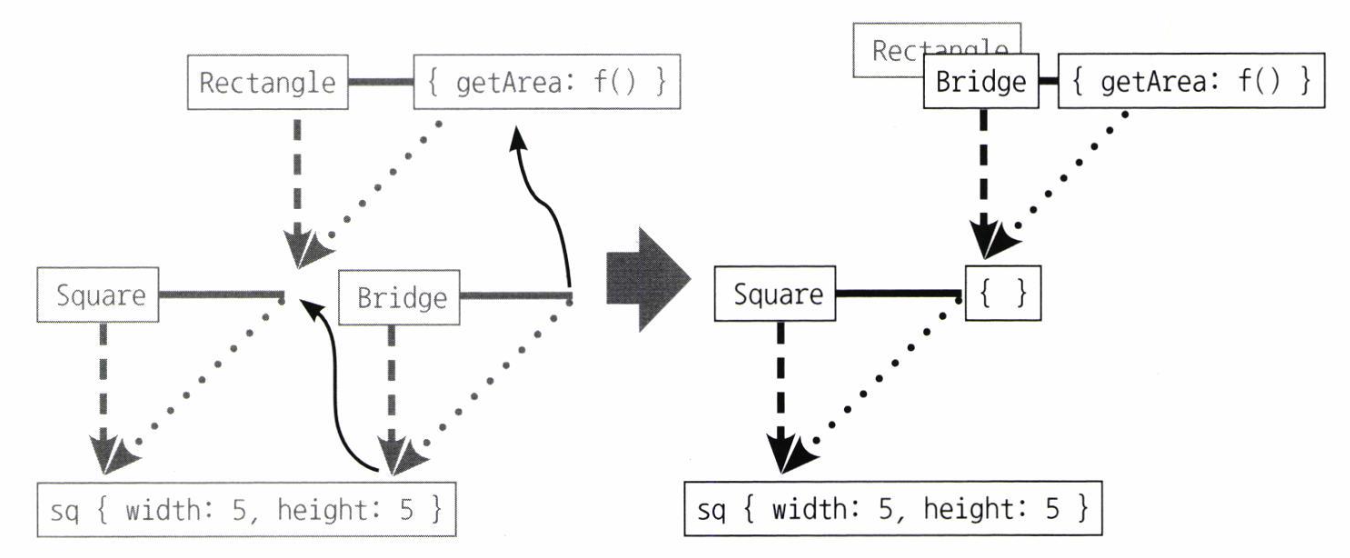 Rectangle
{ getArea: f() }
Square
Bridge
sq { width: 5, height: 5 }
Rectangle
Bridge
{ getArea: f() }
Square
{ }
sq { width: 5, height: 5 }